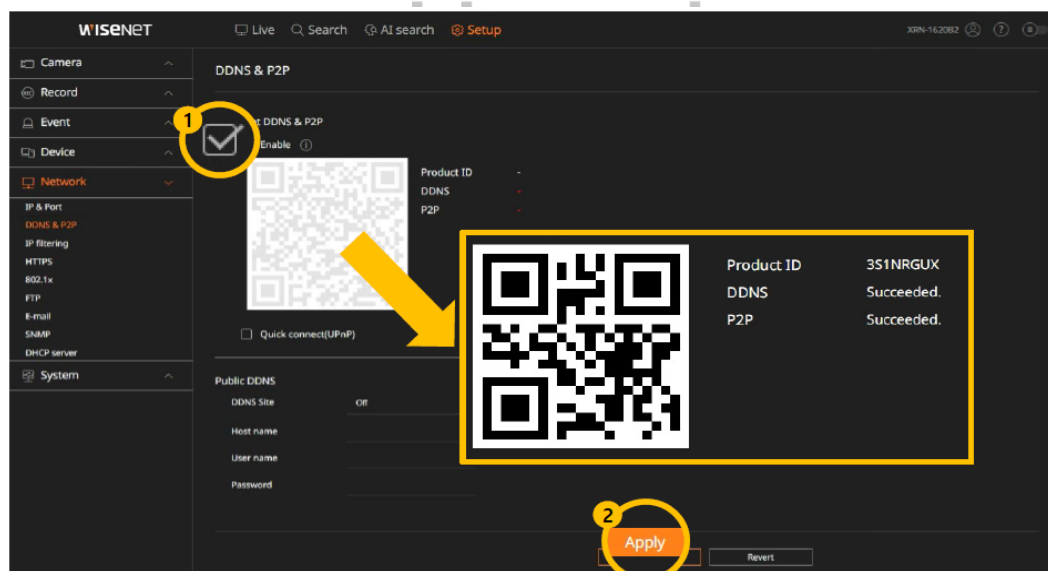 WISENET
Live Search AI search Setup
XRN-1620B2
Camera
Record
Event
Device
Network
IP & Port
DDNS & P2P
IP filtering
HTTPS
802.1x
FTP
E-mail
SNMP
DHCP server
System
DDNS & P2P
1
DDNS & P2P
Enable
Product ID -
DDNS -
P2P -
Quick connect(UPnP)
Product ID 3S1NRGUX
DDNS Succeeded.
P2P Succeeded.
Public DDNS
DDNS Site Off
Host name
User name
Password
2
Apply
Revert